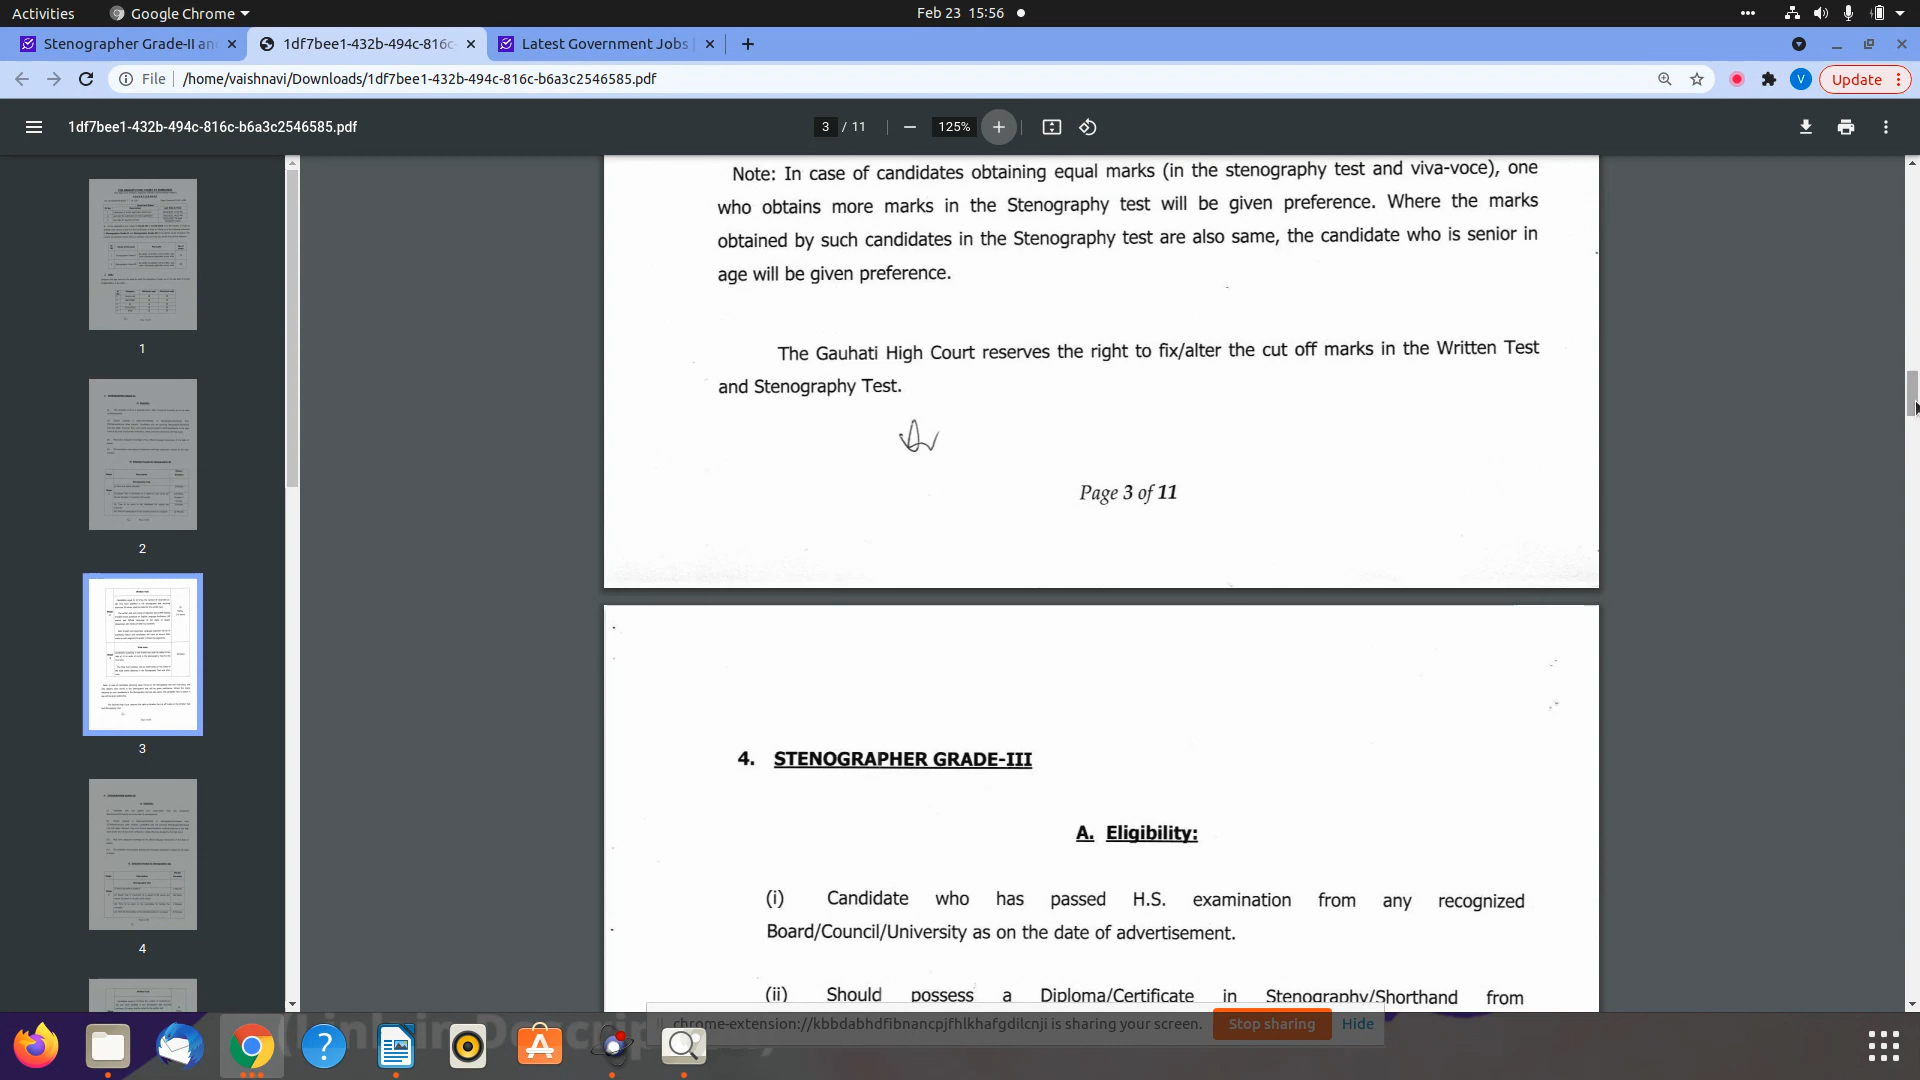 Activities
Google Chrome
Feb 23 15:56
Stenographer Grade-II an
1df7bee1-432b-494c-816c-
Latest Government Jobs
File
/home/vaishnavi/Downloads/1df7bee1-432b-494c-816c-b6a3c2546585.pdf
V
Update
1df7bee1-432b-494c-816c-b6a3c2546585.pdf
3 / 11
125%
1
2
3
4
Note: In case of candidates obtaining equal marks (in the stenography test and viva-voce), one
who obtains more marks in the Stenography test will be given preference. Where the marks
obtained by such candidates in the Stenography test are also same, the candidate who is senior in
age will be given preference.
The Gauhati High Court reserves the right to fix/alter the cut off marks in the Written Test
and Stenography Test.
Page 3 of 11
4. STENOGRAPHER GRADE-III
A. Eligibility:
(i) Candidate who has passed H.S. examination from any recognized
Board/Council/University as on the date of advertisement.
(ii) Should possess a Diploma/Certificate in Stenography/Shorthand from
chrome-extension://kbbdabhdfibnancpjfhlkhafgdilcnji is sharing your screen.
Stop sharing
Hide